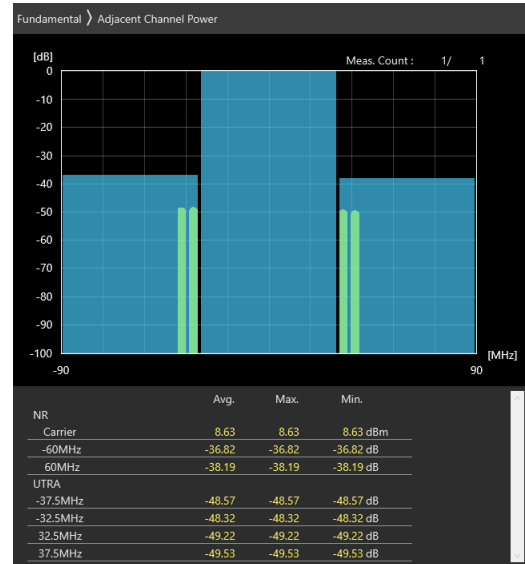 Fundamental 〉 Adjacent Channel Power
[dB]
Meas. Count : 1/ 1
0
-10
-20
-30
-40
-50
-60
-70
-80
-90
-100
[MHz]
-90 90
Avg. Max. Min.
NR
Carrier 8.63 8.63 8.63 dBm
-60MHz -36.82 -36.82 -36.82 dB
60MHz -38.19 -38.19 -38.19 dB
UTRA
-37.5MHz -48.57 -48.57 -48.57 dB
-32.5MHz -48.32 -48.32 -48.32 dB
32.5MHz -49.22 -49.22 -49.22 dB
37.5MHz -49.53 -49.53 -49.53 dB